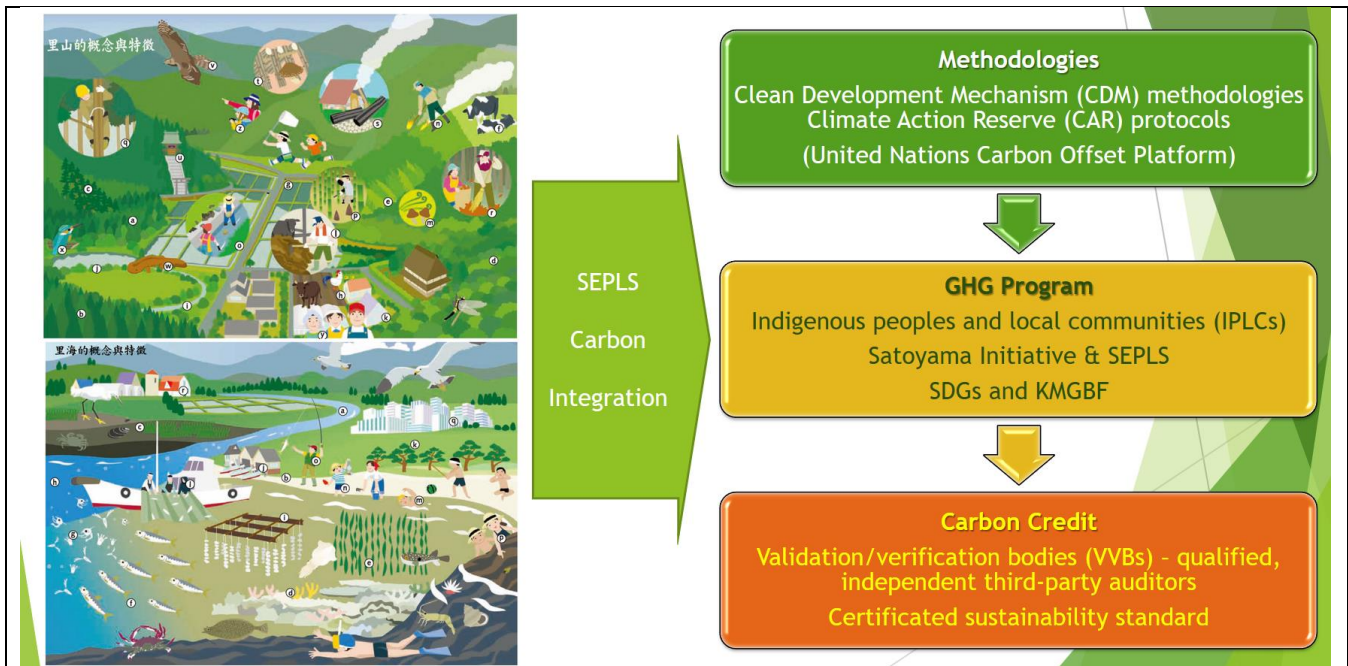 里山的概念與特徵
v
t
q
z
s
n
f
u
c
g
p
e
m
r
a
l
x
o
j
w
d
h
i
b
k
y
里海的概念與特徵
r
a
c
q
o
k
j
h
l
b
n
m
i
g
p
e
d
f
SEPLS
Carbon
Integration
Methodologies
Clean Development Mechanism (CDM) methodologies
Climate Action Reserve (CAR) protocols
(United Nations Carbon Offset Platform)
GHG Program
Indigenous peoples and local communities (IPLCs)
Satoyama Initiative & SEPLS
SDGs and KMGBF
Carbon Credit
Validation/verification bodies (VVBs) - qualified,
independent third-party auditors
Certificated sustainability standard